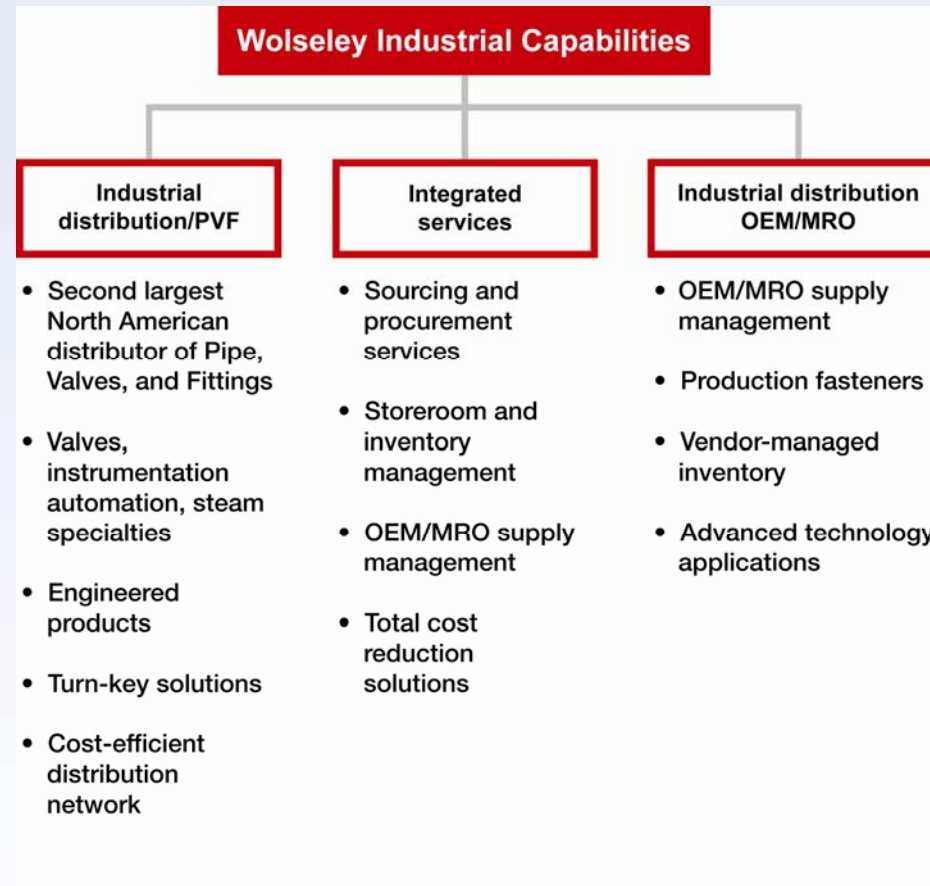 Wolseley Industrial Capabilities
Industrial
distribution/PVF
• Second largest
North American
distributor of Pipe,
Valves, and Fittings
• Valves,
instrumentation
automation, steam
specialties
• Engineered
products
• Turn-key solutions
• Cost-efficient
distribution
network
Integrated
services
• Sourcing and
procurement
services
• Storeroom and
inventory
management
• OEM/MRO supply
management
• Total cost
reduction
solutions
Industrial distribution
OEM/MRO
• OEM/MRO supply
management
• Production fasteners
• Vendor-managed
inventory
• Advanced technology
applications